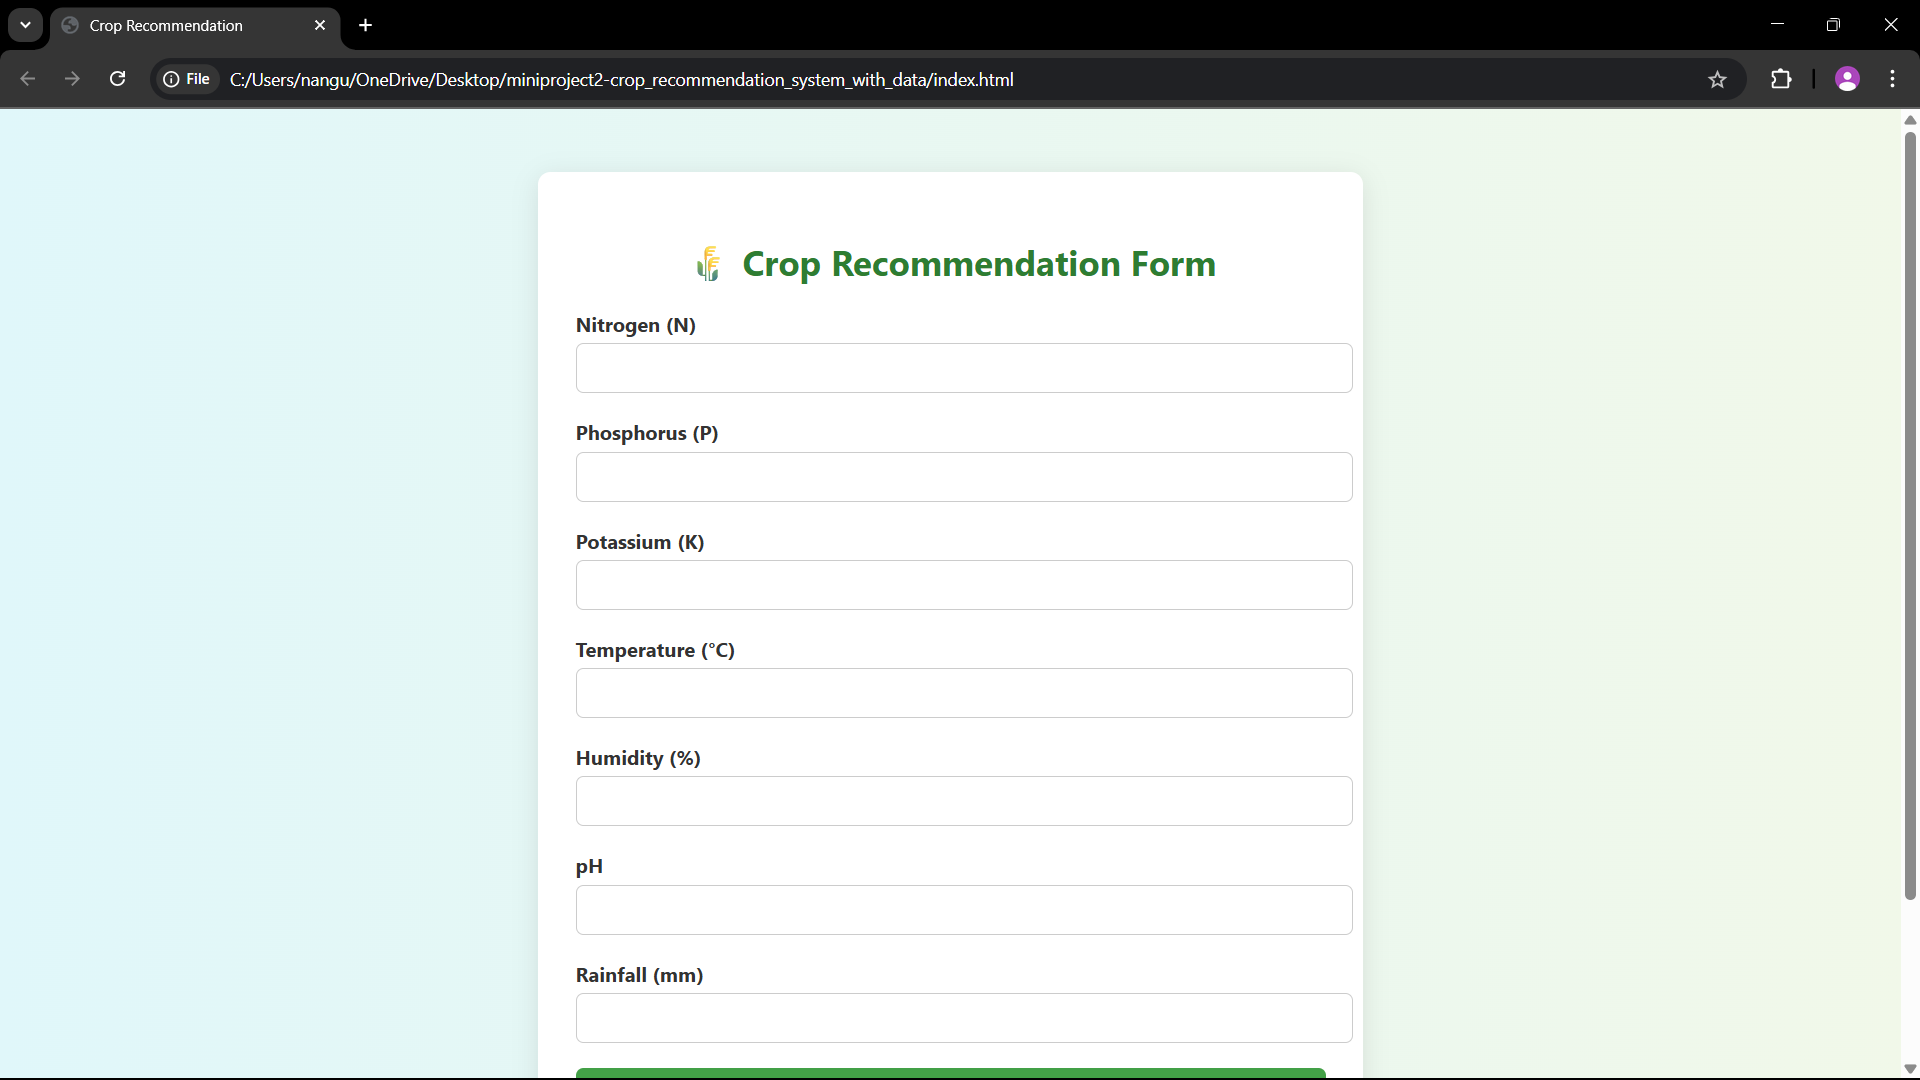 Crop Recommendation
File C:/Users/nangu/OneDrive/Desktop/miniproject2-crop_recommendation_system_with_data/index.html
Crop Recommendation Form
Nitrogen (N)
Phosphorus (P)
Potassium (K)
Temperature (°C)
Humidity (%)
pH
Rainfall (mm)